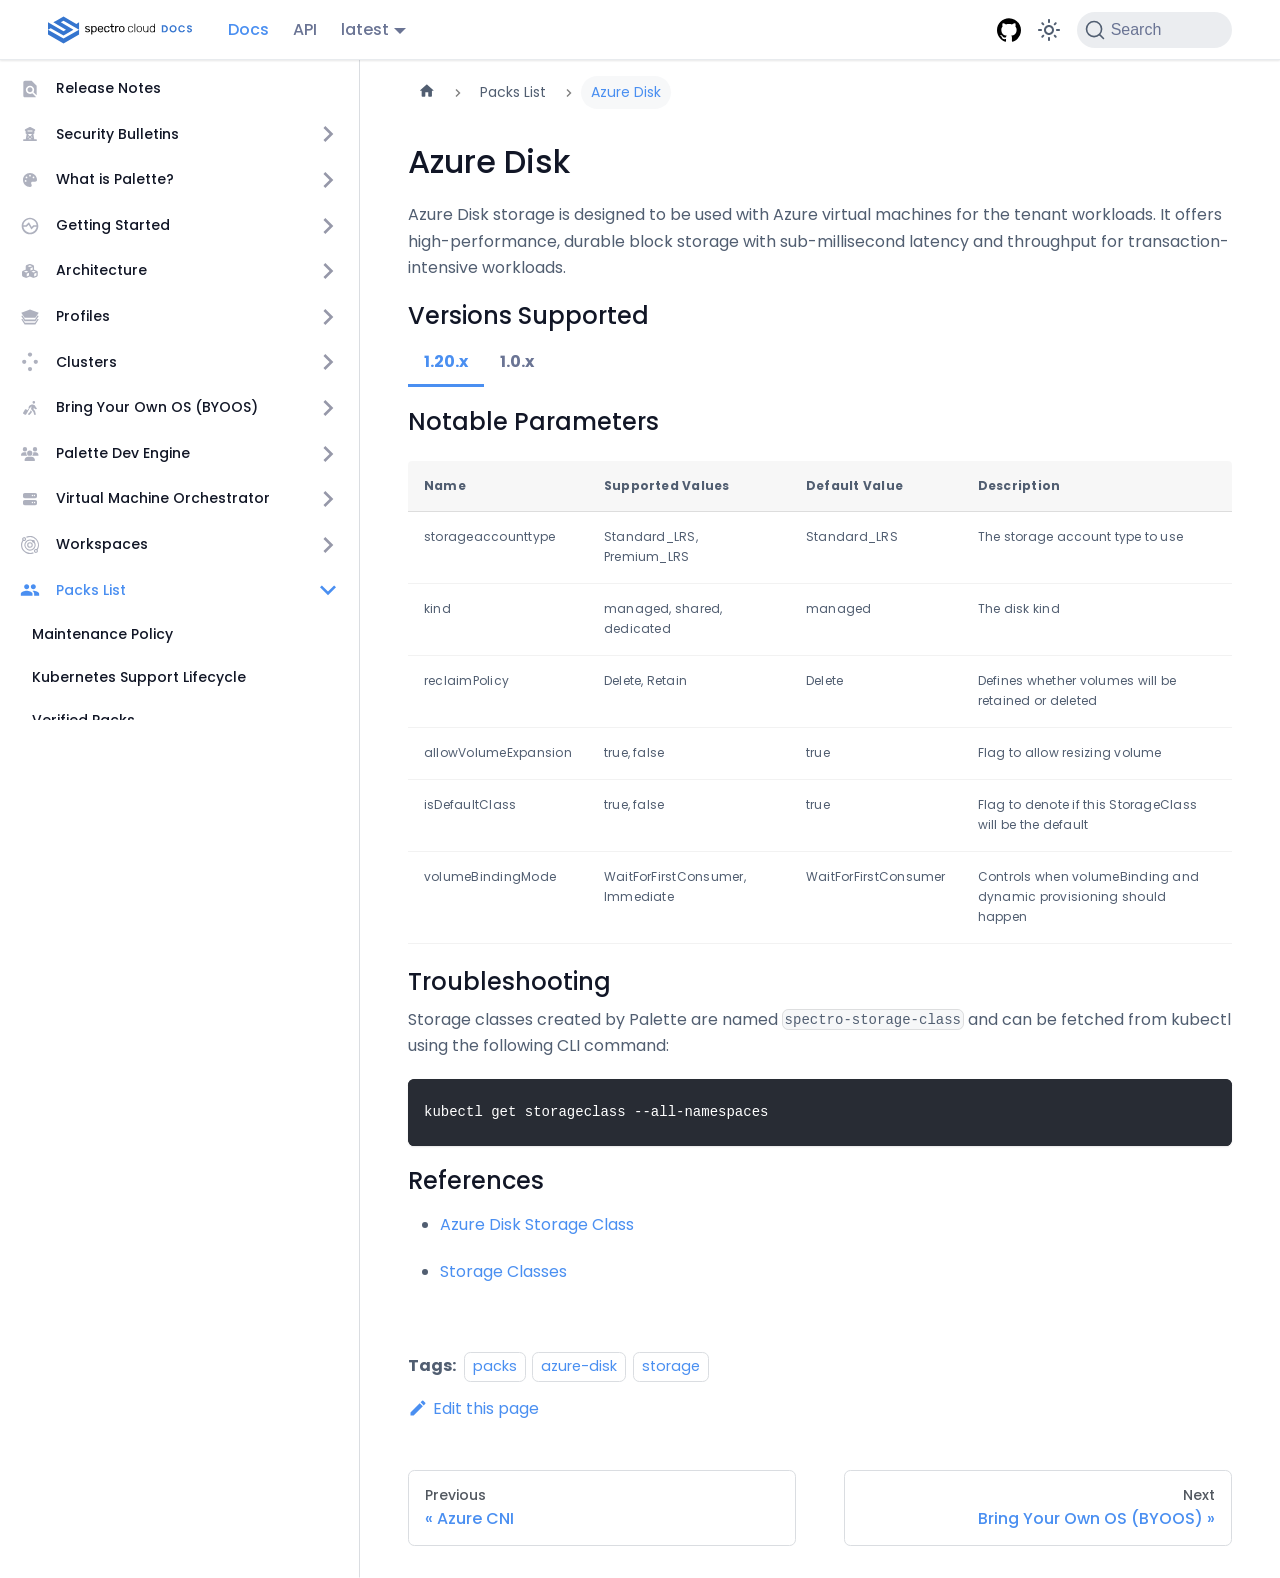 spectro cloud DOCS
Docs
API
latest
Search
Release Notes
Security Bulletins
What is Palette?
Getting Started
Architecture
Profiles
Clusters
Bring Your Own OS (BYOOS)
Palette Dev Engine
Virtual Machine Orchestrator
Workspaces
Packs List
Maintenance Policy
Kubernetes Support Lifecycle
Verified Packs
Packs List
Azure Disk
Azure Disk
Azure Disk storage is designed to be used with Azure virtual machines for the tenant workloads. It offers
high-performance, durable block storage with sub-millisecond latency and throughput for transaction-
intensive workloads.
Versions Supported
1.20.x
1.0.x
Notable Parameters
Name Supported Values Default Value Description
storageaccounttype Standard_LRS, Standard_LRS The storage account type to use
Premium_LRS
kind managed, shared, managed The disk kind
dedicated
reclaimPolicy Delete, Retain Delete Defines whether volumes will be
retained or deleted
allowVolumeExpansion true, false true Flag to allow resizing volume
isDefaultClass true, false true Flag to denote if this StorageClass
will be the default
volumeBindingMode WaitForFirstConsumer, WaitForFirstConsumer Controls when volumeBinding and
Immediate dynamic provisioning should
happen
Troubleshooting
Storage classes created by Palette are named spectro-storage-class and can be fetched from kubectl
using the following CLI command:
kubectl get storageclass --all-namespaces
References
Azure Disk Storage Class
Storage Classes
Tags: packs azure-disk storage
Edit this page
Previous
« Azure CNI
Next
Bring Your Own OS (BYOOS) »